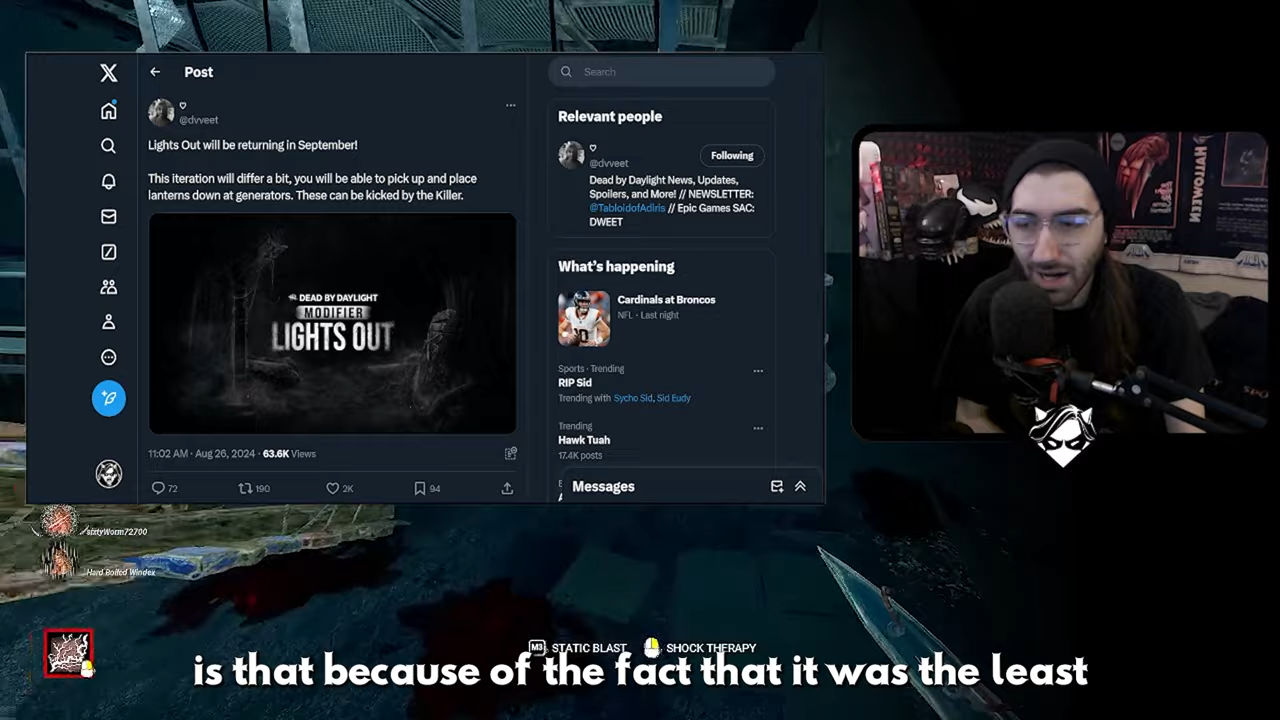 Post
♡
@dvveet
Lights Out will be returning in September!
This iteration will differ a bit, you will be able to pick up and place
lanterns down at generators. These can be kicked by the Killer.
DEAD BY DAYLIGHT
MODIFIER
LIGHTS OUT
11:02 AM · Aug 26, 2024 · 63.6K Views
72
190
2K
94
Search
Relevant people
♡
@dvveet
Following
Dead by Daylight News, Updates,
Spoilers, and More! // NEWSLETTER:
@TabloidofAdiris // Epic Games SAC:
DWEET
What's happening
Cardinals at Broncos
NFL · Last night
Sports · Trending
RIP Sid
Trending with Sycho Sid, Sid Eudy
Trending
Hawk Tuah
17.4K posts
Messages
HALLOWEEN
sixtyWorm72700
Hard Boiled Windex
M3 STATIC BLAST
SHOCK THERAPY
is that because of the fact that it was the least